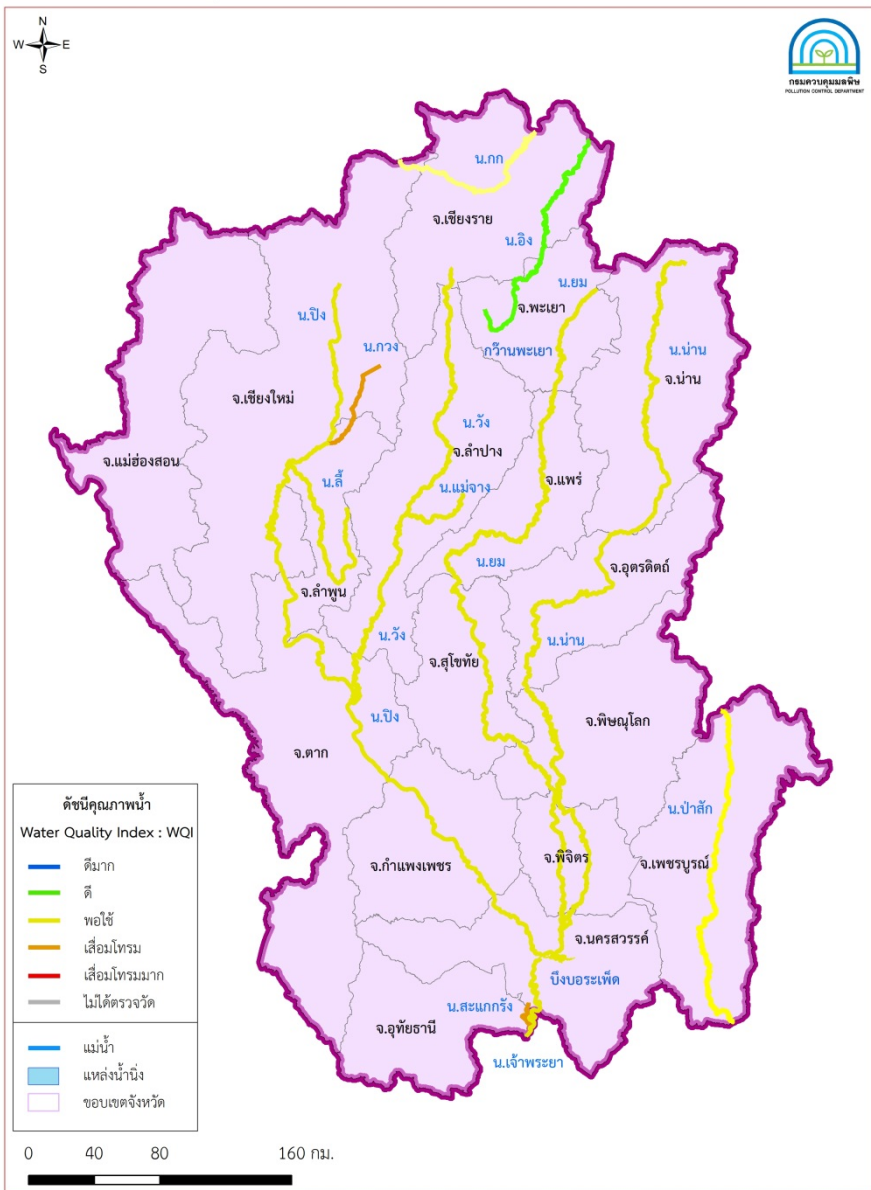 N
W E
S
กรมควบคุมมลพิษ
POLLUTION CONTROL DEPARTMENT
น.กก
จ.เชียงราย
น.อิง
น.ยม
จ.พะเยา
น.ปิง
น.กวง
กว๊านพะเยา
น.น่าน
จ.น่าน
จ.เชียงใหม่
น.วัง
จ.ลำปาง
จ.แม่ฮ่องสอน
น.ลี้
น.แม่จาง
จ.แพร่
น.ยม
จ.อุตรดิตถ์
จ.ลำพูน
น.วัง
จ.สุโขทัย
น.น่าน
น.ปิง
จ.พิษณุโลก
จ.ตาก
น.ป่าสัก
จ.กำแพงเพชร
จ.พิจิตร
จ.เพชรบูรณ์
จ.นครสวรรค์
บึงบอระเพ็ด
น.สะแกกรัง
จ.อุทัยธานี
น.เจ้าพระยา
ดัชนีคุณภาพน้ำ
Water Quality Index : WQI
ดีมาก
ดี
พอใช้
เสื่อมโทรม
เสื่อมโทรมมาก
ไม่ได้ตรวจวัด
แม่น้ำ
แหล่งน้ำนิ่ง
ขอบเขตจังหวัด
0 40 80 160 กม.